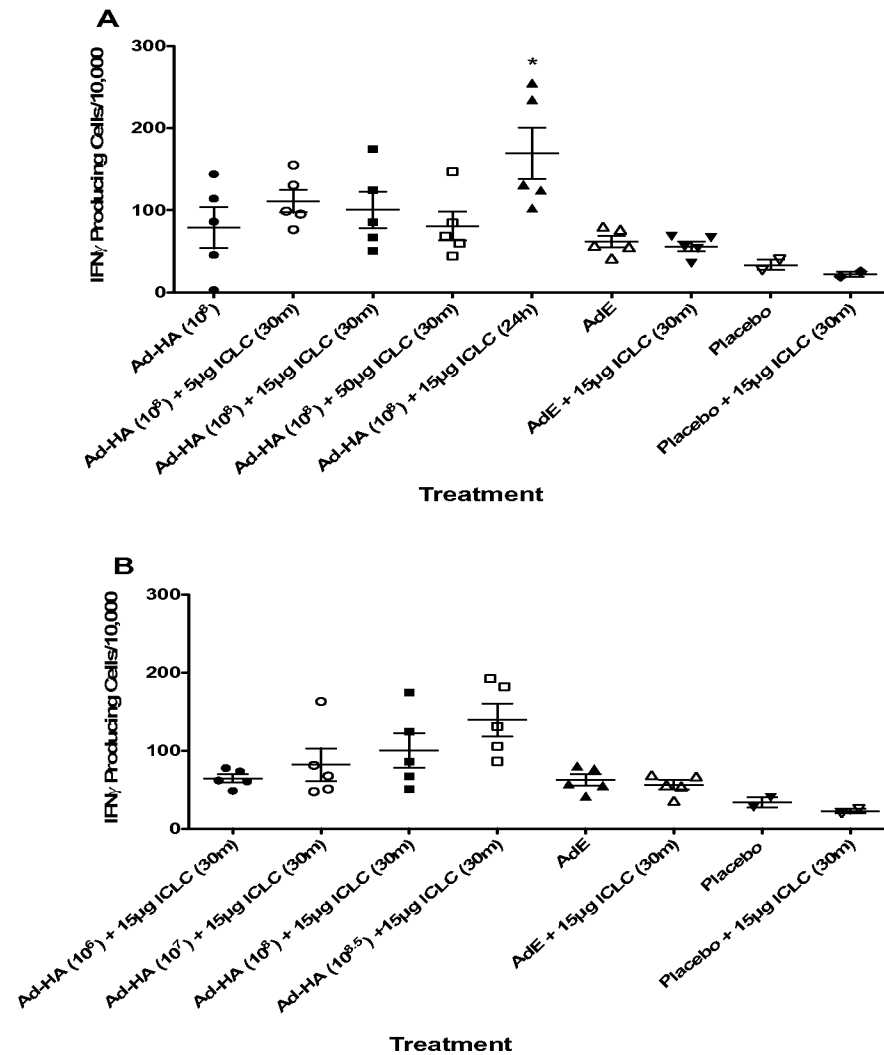 A
IFNγ Producing Cells/10,000
300
200
100
0
*
Ad-HA (10⁸)
Ad-HA (10⁸) + 5µg ICLC (30m)
Ad-HA (10⁸) + 15µg ICLC (30m)
Ad-HA (10⁸) + 50µg ICLC (30m)
Ad-HA (10⁸) + 15µg ICLC (24h)
AdE
AdE + 15µg ICLC (30m)
Placebo
Placebo + 15µg ICLC (30m)
Treatment
B
IFNγ Producing Cells/10,000
300
200
100
0
Ad-HA (10⁶) + 15µg ICLC (30m)
Ad-HA (10⁷) + 15µg ICLC (30m)
Ad-HA (10⁸) + 15µg ICLC (30m)
Ad-HA (10⁸·⁵) +15µg ICLC (30m)
AdE
AdE + 15µg ICLC (30m)
Placebo
Placebo + 15µg ICLC (30m)
Treatment